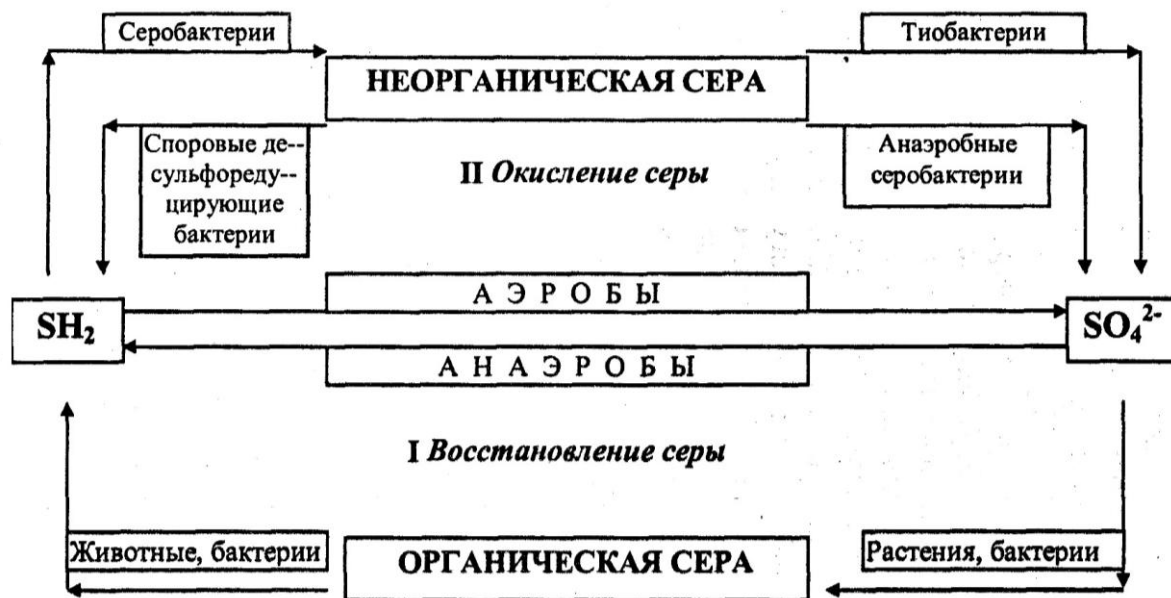 Серобактерии
Тиобактерии
НЕОРГАНИЧЕСКАЯ СЕРА
Споровые де--
сульфореду--
цирующие
бактерии
II Окисление серы
Анаэробные
серобактерии
А Э Р О Б Ы
SH₂
SO₄²⁻
А Н А Э Р О Б Ы
I Восстановление серы
Животные, бактерии
ОРГАНИЧЕСКАЯ СЕРА
Растения, бактерии